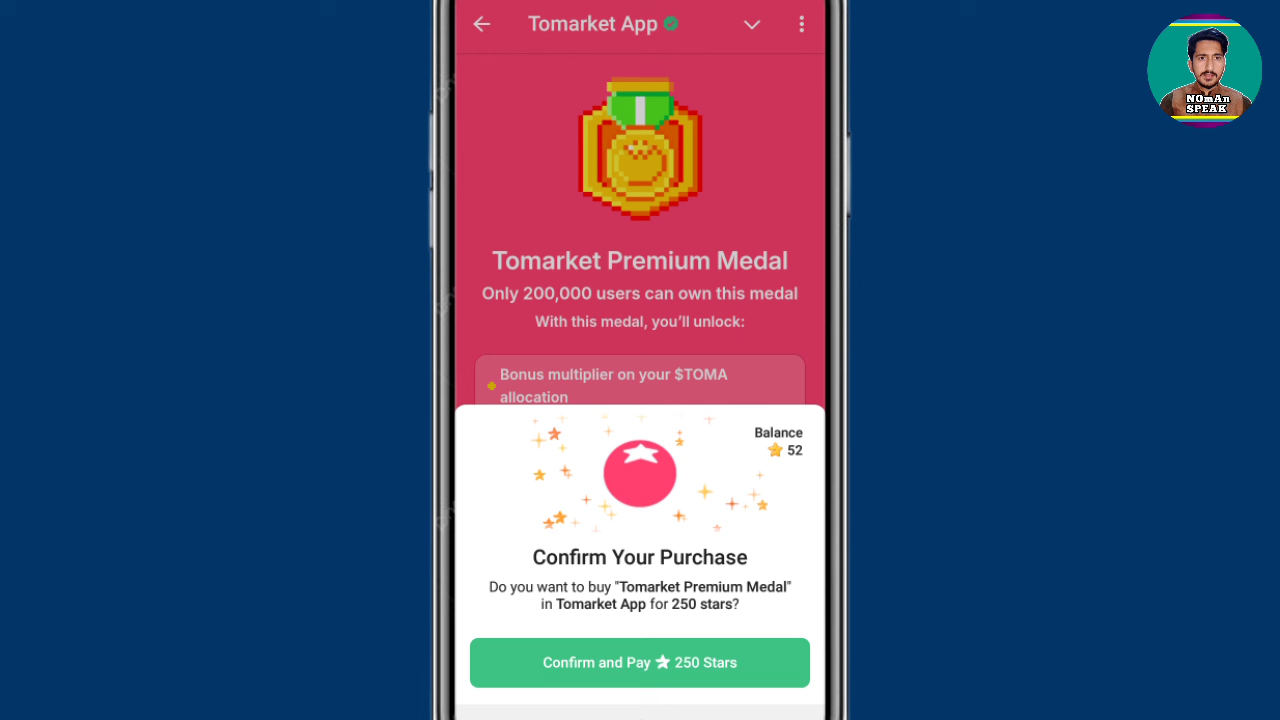 Tomarket App
NOmAn
SPEAK
Tomarket Premium Medal
Only 200,000 users can own this medal
With this medal, you’ll unlock:
Bonus multiplier on your $TOMA
allocation
Balance
52
Confirm Your Purchase
Do you want to buy "Tomarket Premium Medal"
in Tomarket App for 250 stars?
Confirm and Pay 250 Stars